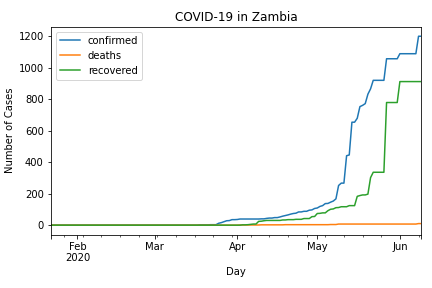 COVID-19 in Zambia
confirmed
deaths
recovered
1200
1000
800
600
400
200
0
Number of Cases
Feb
2020
Mar
Apr
May
Jun
Day